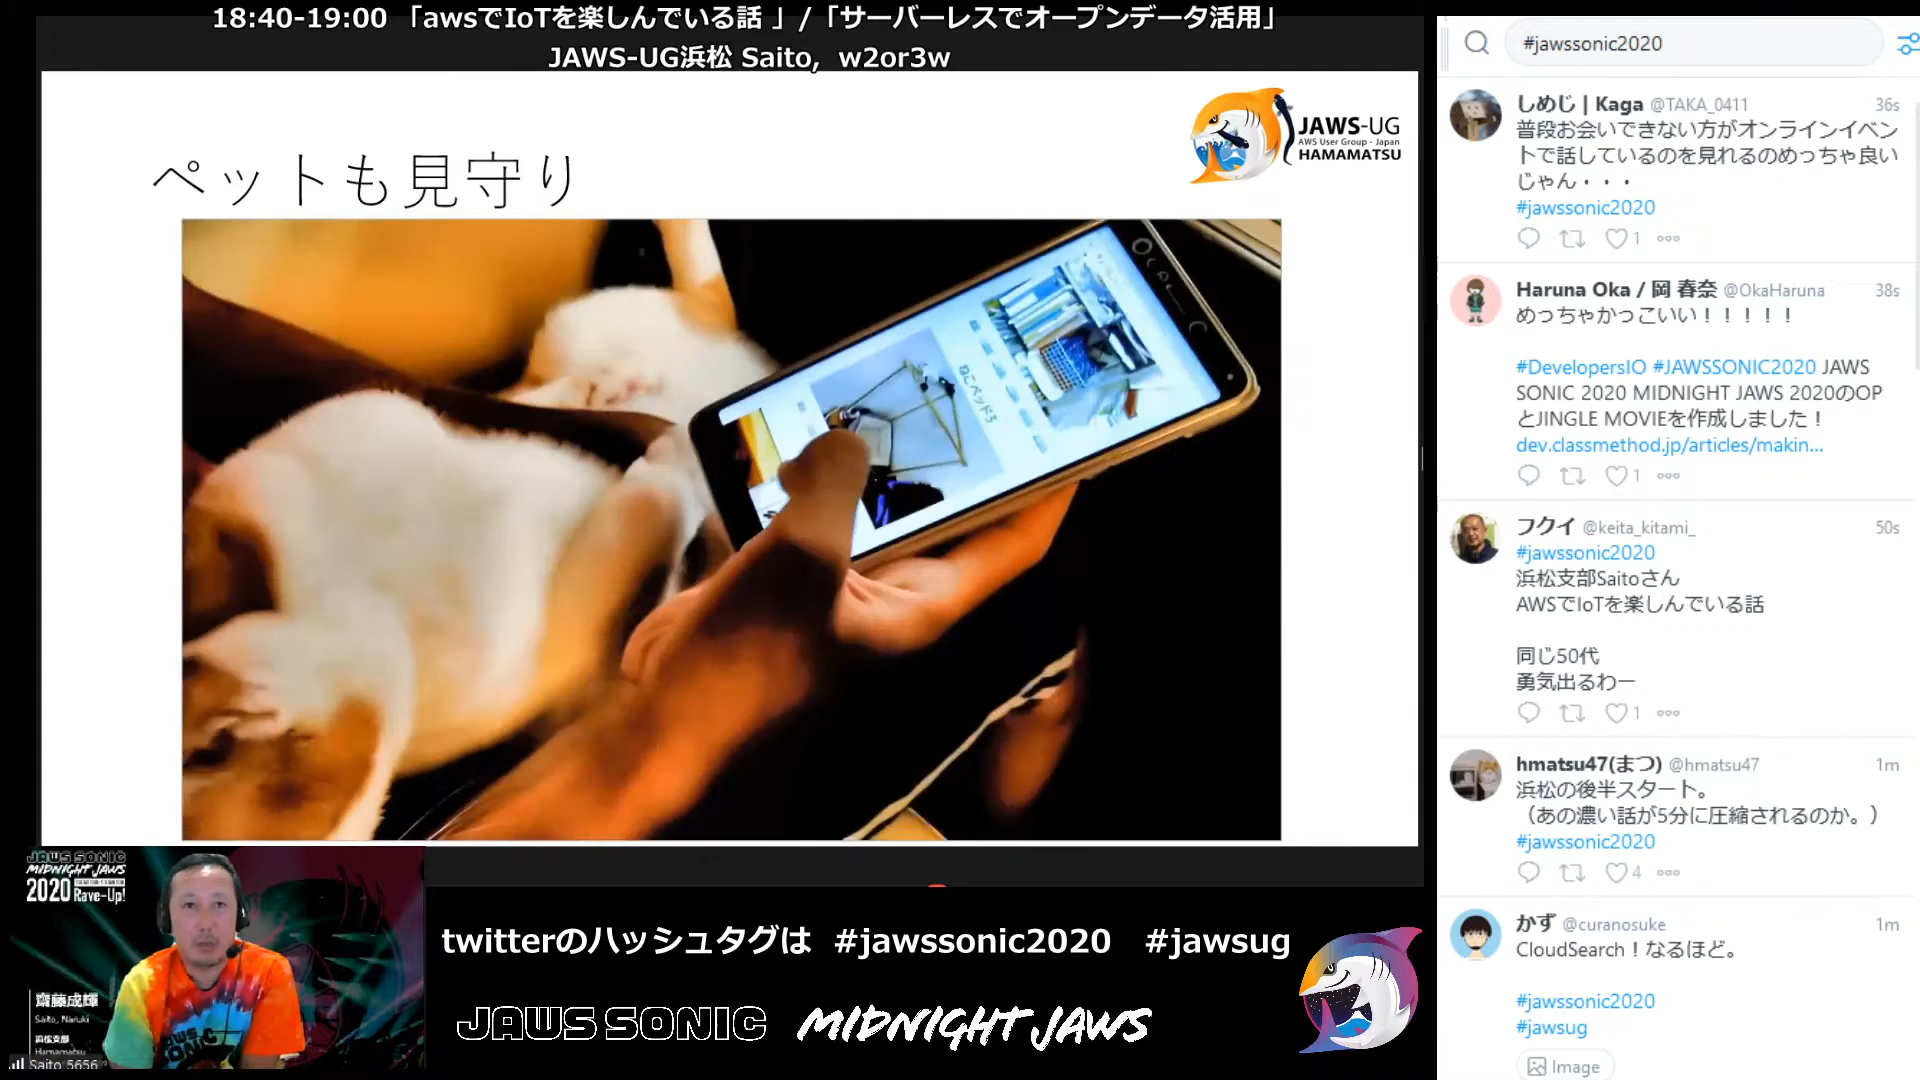 18:40-19:00 「awsでIoTを楽しんでいる話 」/「サーバーレスでオープンデータ活用」
JAWS-UG浜松 Saito,  w2or3w
JAWS-UG
AWS User Group - Japan
HAMAMATSU
ペットも見守り
ねこベッド3
JAWS SONIC
MIDNIGHT JAWS
2020 Rave-Up!
齋藤成輝
Saito, Naruki
浜松支部
Hamamatsu
Saito 5656
twitterのハッシュタグは #jawssonic2020 #jawsug
JAWS SONIC MIDNIGHT JAWS
#jawssonic2020
しめじ | Kaga @TAKA_0411 36s
普段お会いできない方がオンラインイベン
トで話しているのを見れるのめっちゃ良い
じゃん・・・
#jawssonic2020
1
Haruna Oka / 岡 春奈 @OkaHaruna 38s
めっちゃかっこいい！！！！！
#DevelopersIO #JAWSSONIC2020 JAWS
SONIC 2020 MIDNIGHT JAWS 2020のOP
とJINGLE MOVIEを作成しました！
dev.classmethod.jp/articles/makin...
1
フクイ @keita_kitami_ 50s
#jawssonic2020
浜松支部Saitoさん
AWSでIoTを楽しんでいる話
同じ50代
勇気出るわー
1
hmatsu47(まつ) @hmatsu47 1m
浜松の後半スタート。
（あの濃い話が5分に圧縮されるのか。）
#jawssonic2020
4
かず @curanosuke 1m
CloudSearch！なるほど。
#jawssonic2020
#jawsug
Image